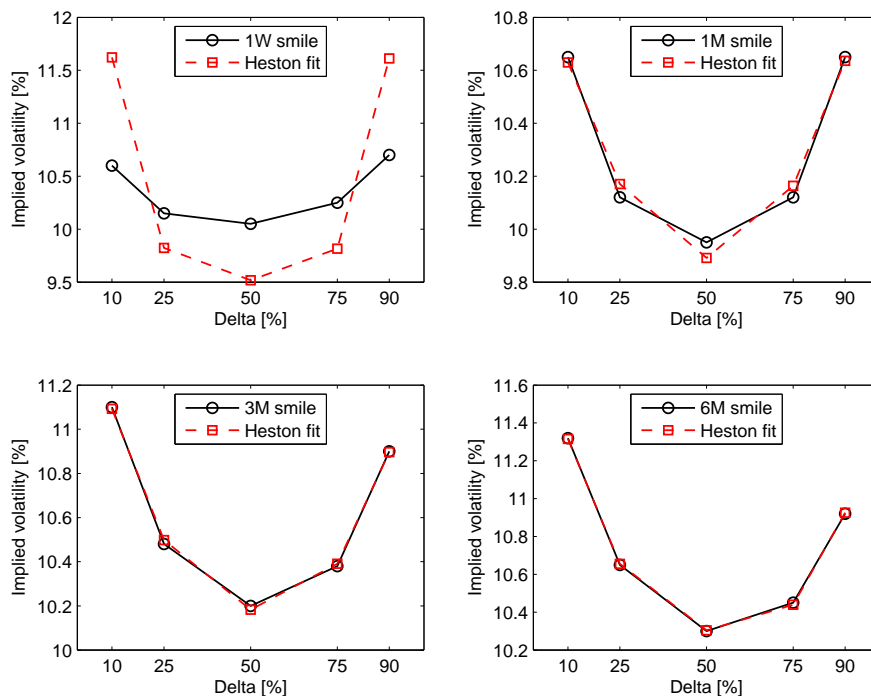 12
11.5
11
10.5
10
9.5
Implied volatility [%]
1W smile
Heston fit
10 25 50 75 90
Delta [%]
10.8
10.6
10.4
10.2
10
9.8
Implied volatility [%]
1M smile
Heston fit
10 25 50 75 90
Delta [%]
11.2
11
10.8
10.6
10.4
10.2
10
Implied volatility [%]
3M smile
Heston fit
10 25 50 75 90
Delta [%]
11.6
11.4
11.2
11
10.8
10.6
10.4
10.2
Implied volatility [%]
6M smile
Heston fit
10 25 50 75 90
Delta [%]